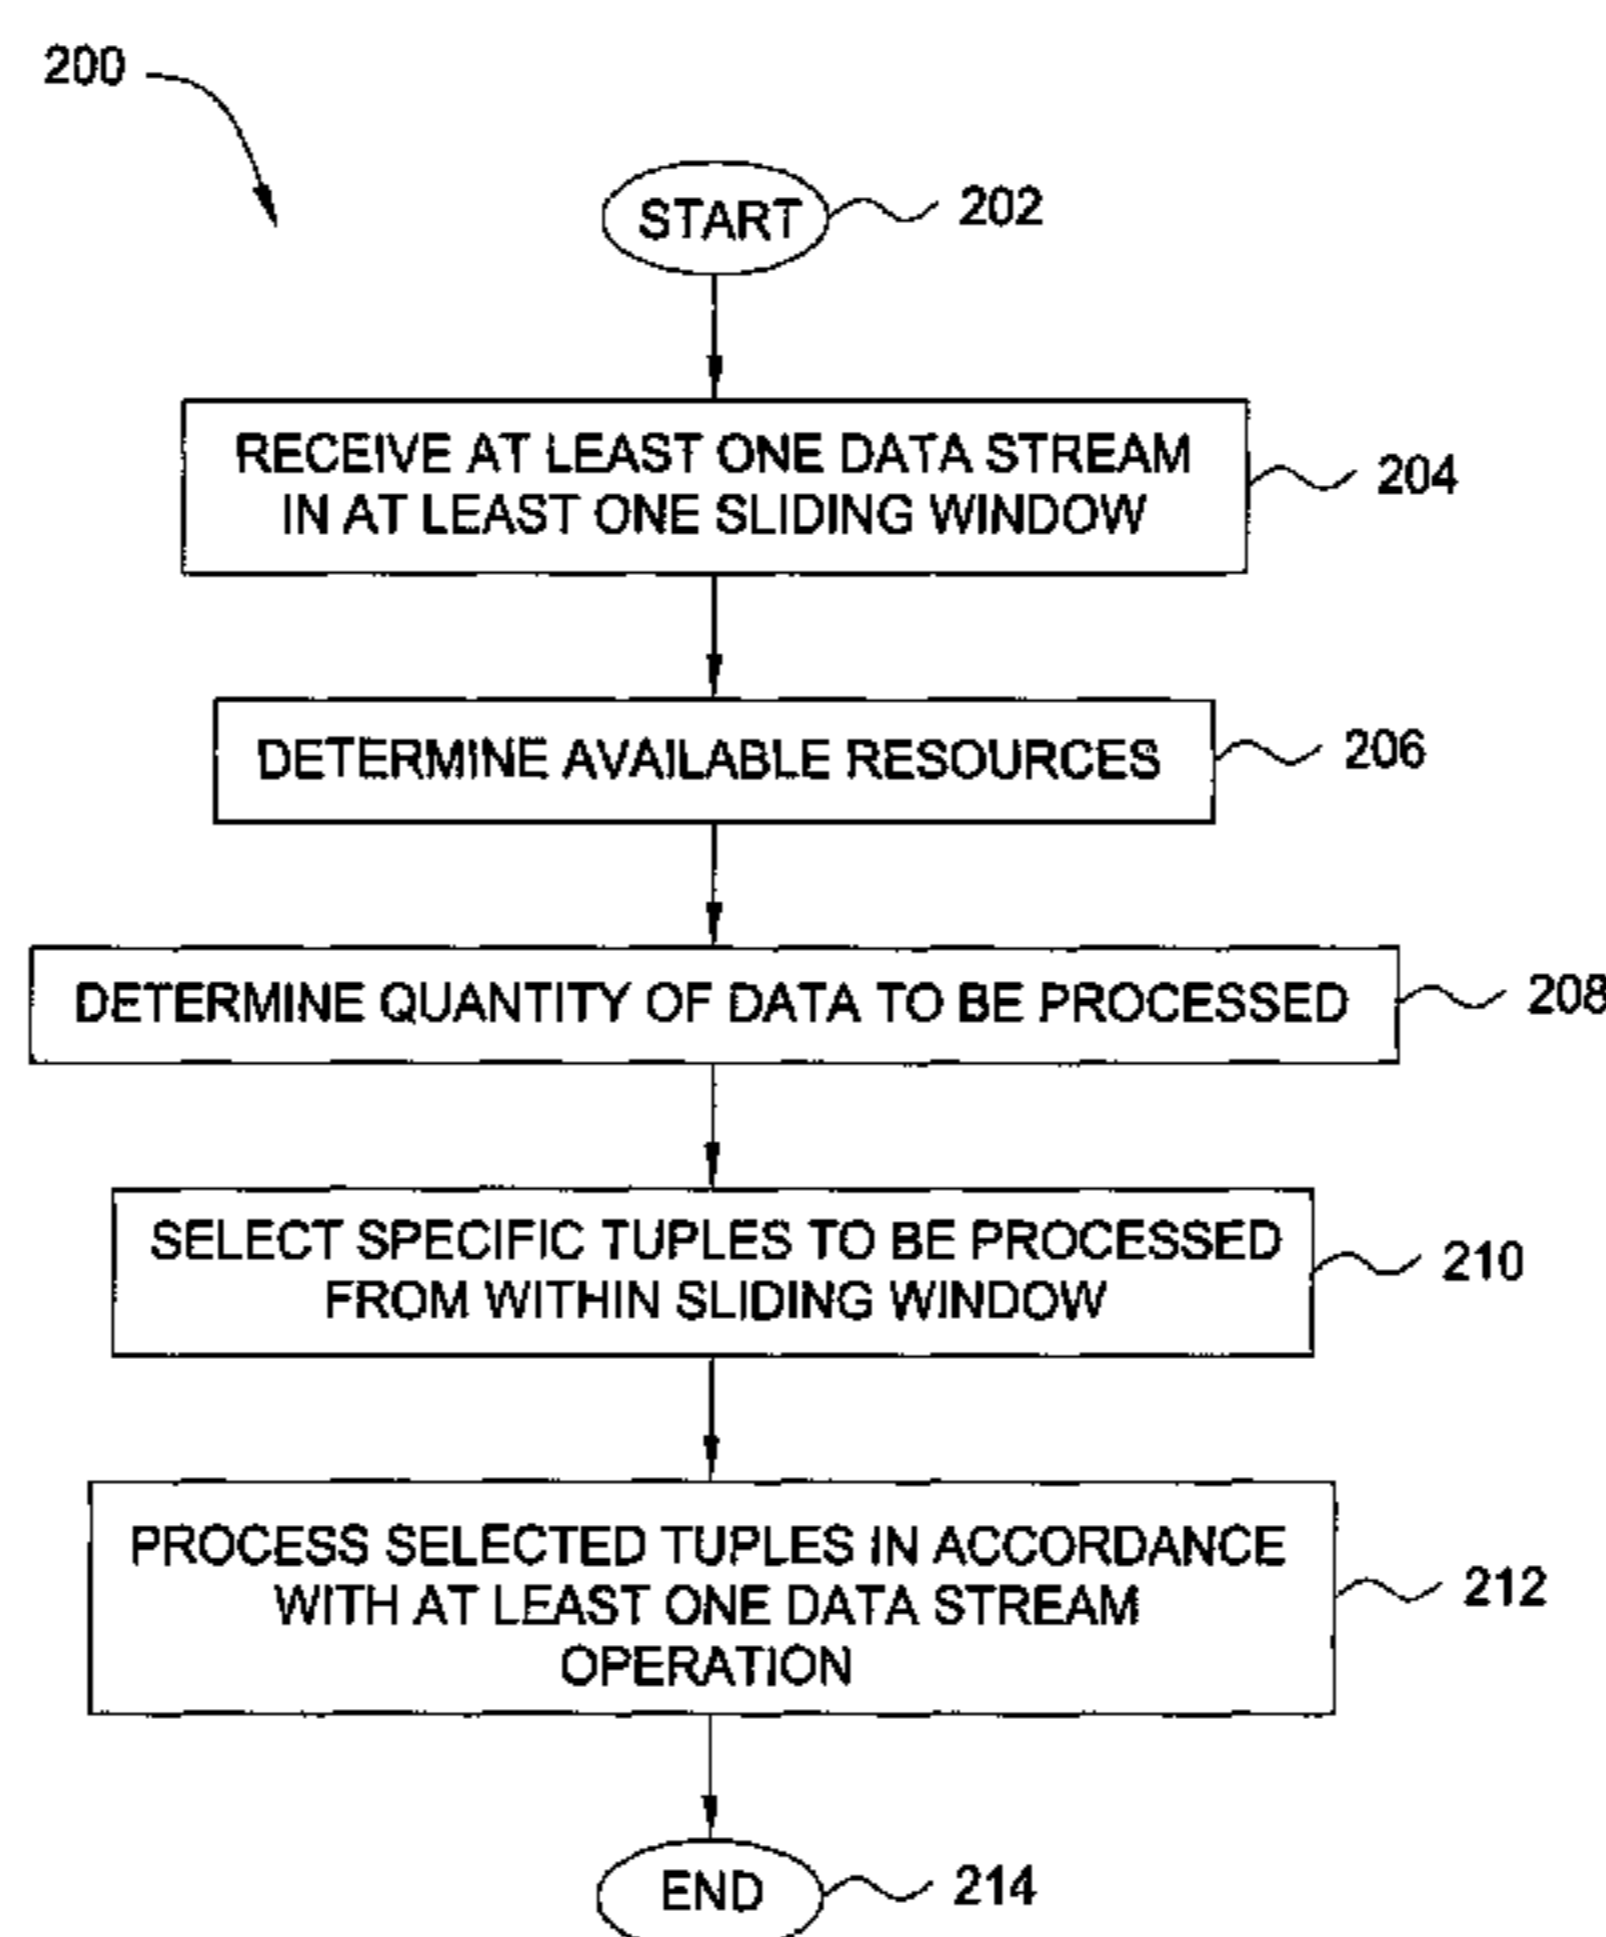 200
START
202
RECEIVE AT LEAST ONE DATA STREAM
IN AT LEAST ONE SLIDING WINDOW
204
DETERMINE AVAILABLE RESOURCES
206
DETERMINE QUANTITY OF DATA TO BE PROCESSED
208
SELECT SPECIFIC TUPLES TO BE PROCESSED
FROM WITHIN SLIDING WINDOW
210
PROCESS SELECTED TUPLES IN ACCORDANCE
WITH AT LEAST ONE DATA STREAM
OPERATION
212
END
214